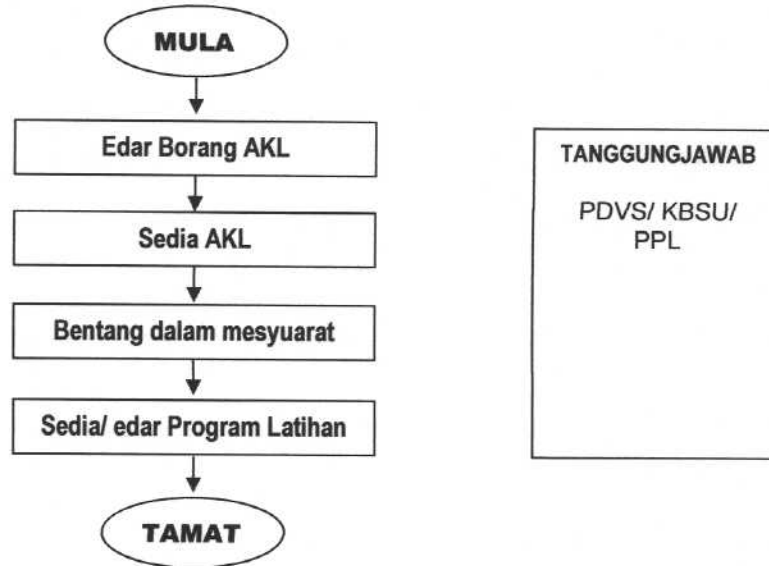 MULA
Edar Borang AKL
Sedia AKL
Bentang dalam mesyuarat
Sedia/ edar Program Latihan
TAMAT
TANGGUNGJAWAB
PDVS/ KBSU/
PPL